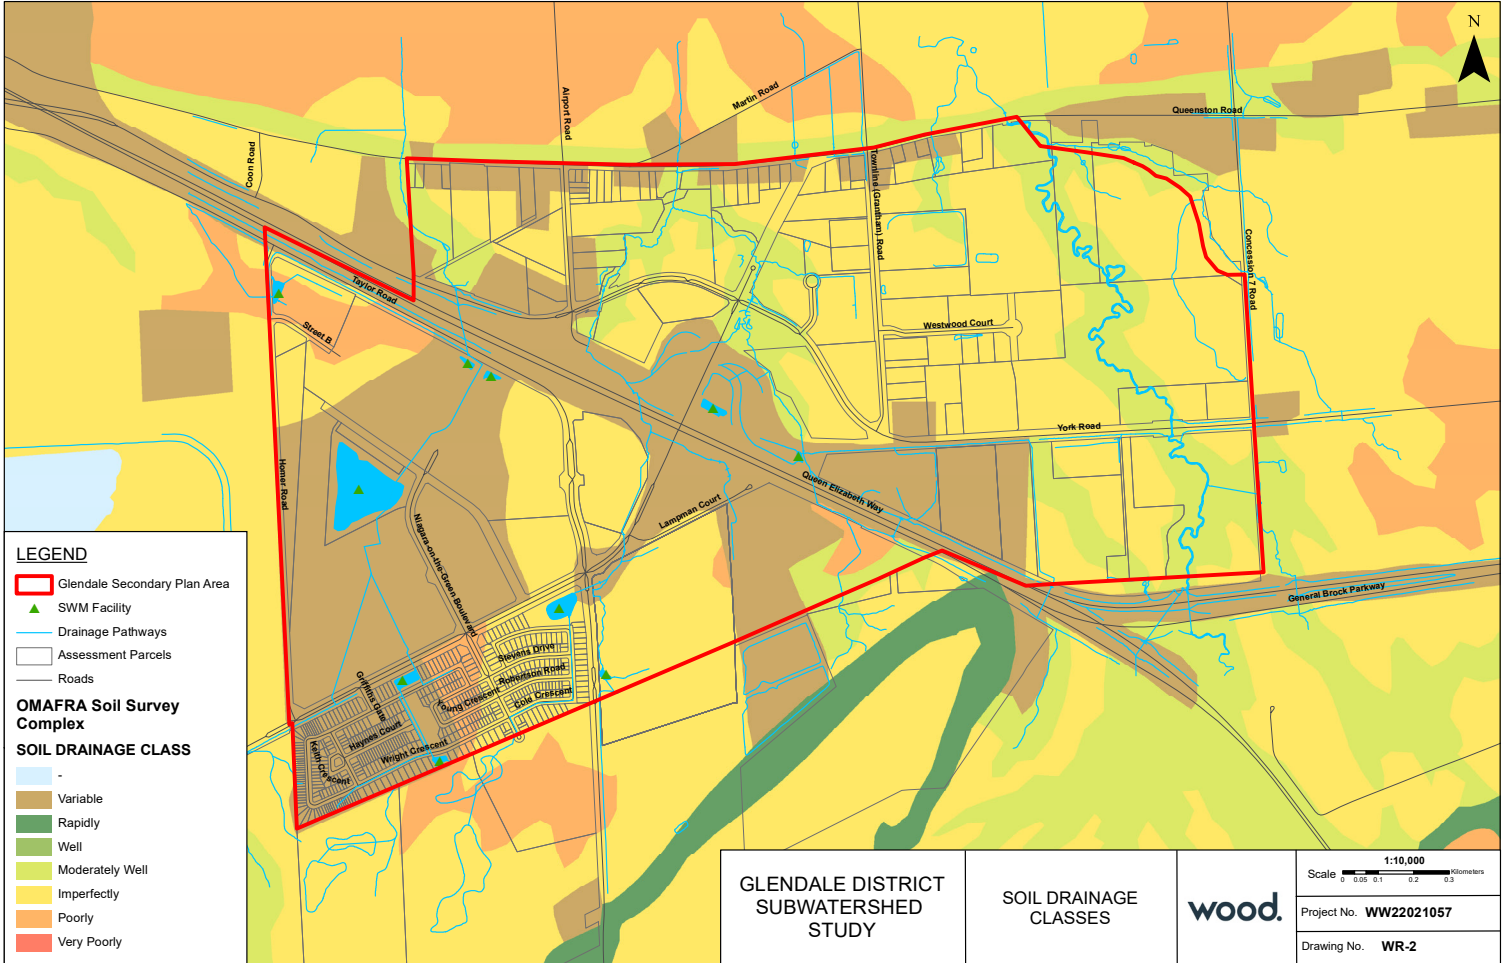 N
Queenston Road
Martin Road
Airport Road
Coon Road
Townline (Grantham) Road
Concession 7 Road
Taylor Road
Street B
Westwood Court
York Road
Homer Road
Queen Elizabeth Way
Lampman Court
Niagara-on-the-Green Boulevard
General Brock Parkway
Stevens Drive
Robertson Road
Young Crescent
Cold Crescent
Griffiths Gate
Haynes Court
Wright Crescent
Keith Crescent
LEGEND
Glendale Secondary Plan Area
SWM Facility
Drainage Pathways
Assessment Parcels
Roads
OMAFRA Soil Survey
Complex
SOIL DRAINAGE CLASS
-
Variable
Rapidly
Well
Moderately Well
Imperfectly
Poorly
Very Poorly
GLENDALE DISTRICT
SUBWATERSHED
STUDY
SOIL DRAINAGE
CLASSES
wood.
1:10,000
Scale
Kilometers
0 0.05 0.1 0.2 0.3
Project No. WW22021057
Drawing No. WR-2